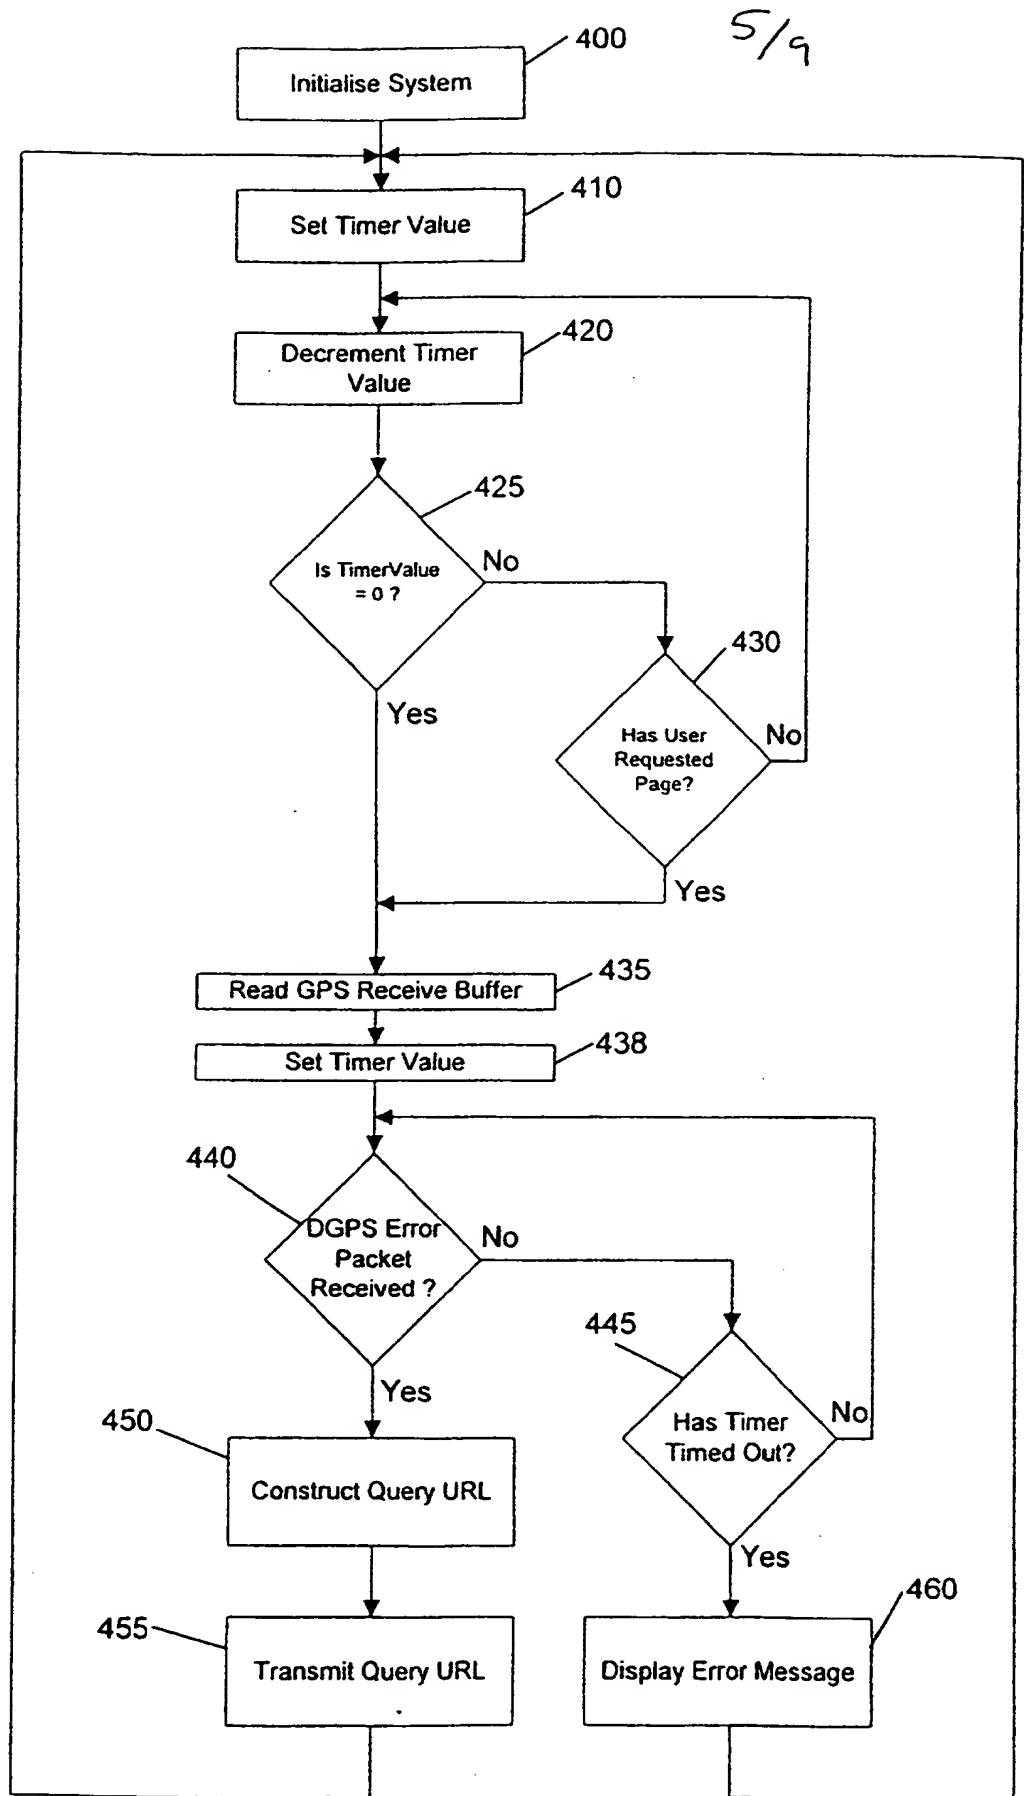 5/9
400
Initialise System
410
Set Timer Value
420
Decrement Timer
Value
425
Is TimerValue
= 0 ?
No
Yes
430
Has User
Requested
Page?
No
Yes
435
Read GPS Receive Buffer
438
Set Timer Value
440
DGPS Error
Packet
Received ?
No
Yes
445
Has Timer
Timed Out?
No
Yes
450
Construct Query URL
455
Transmit Query URL
460
Display Error Message